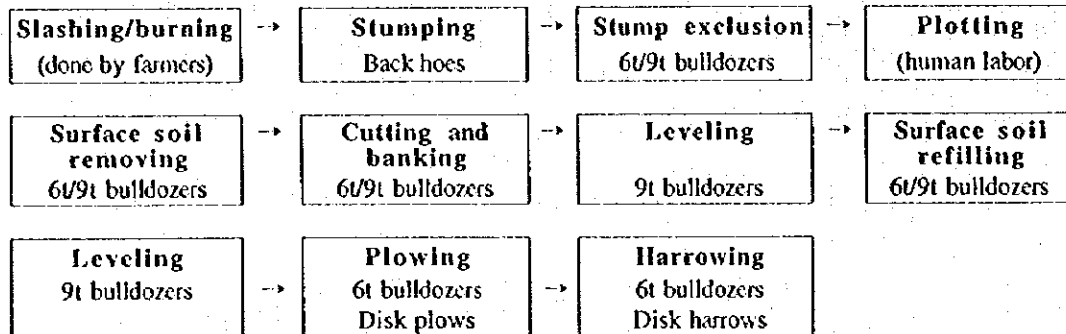 Slashing/burning
(done by farmers)
Stumping
Back hoes
Stump exclusion
6t/9t bulldozers
Plotting
(human labor)
Surface soil
removing
6t/9t bulldozers
Cutting and
banking
6t/9t bulldozers
Leveling
9t bulldozers
Surface soil
refilling
6t/9t bulldozers
Leveling
9t bulldozers
Plowing
6t bulldozers
Disk plows
Harrowing
6t bulldozers
Disk harrows